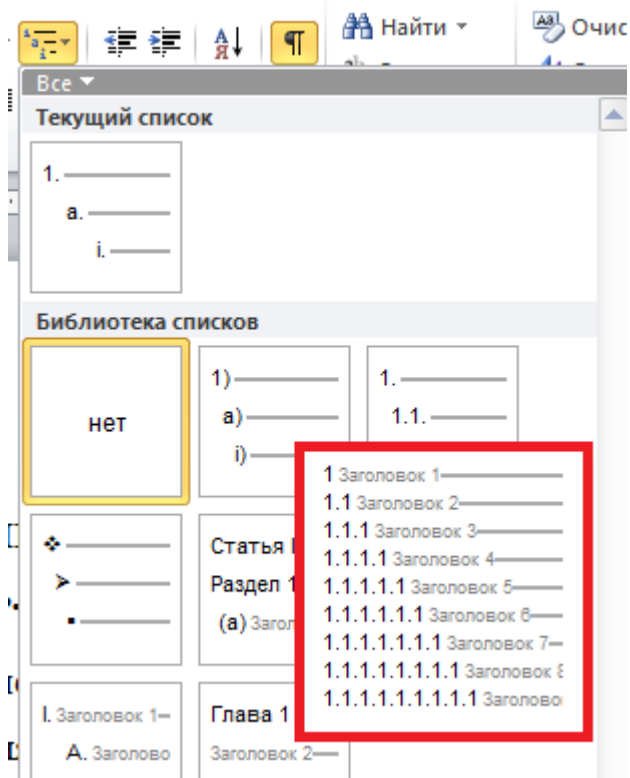 Найти
Все
Текущий список
1.
a.
i.
Библиотека списков
нет
1)
a)
i)
1.
1.1.
Статья
Раздел 1
(a)
1 Заголовок 1
1.1 Заголовок 2
1.1.1 Заголовок 3
1.1.1.1 Заголовок 4
1.1.1.1.1 Заголовок 5
1.1.1.1.1.1 Заголовок 6
1.1.1.1.1.1.1 Заголовок 7
1.1.1.1.1.1.1.1 Заголовок 8
1.1.1.1.1.1.1.1.1
I. Заголовок 1
A.
Глава 1
Заголовок 2